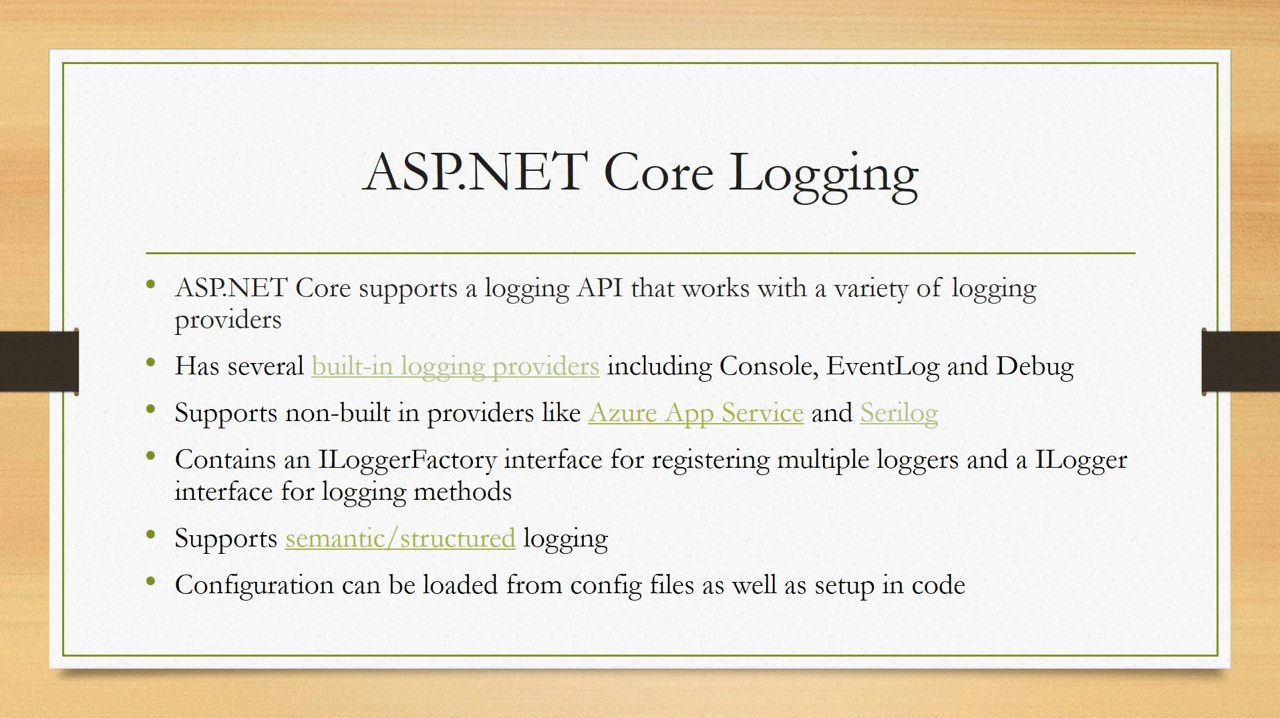 ASP.NET Core Logging
• ASP.NET Core supports a logging API that works with a variety of logging
providers
• Has several built-in logging providers including Console, EventLog and Debug
• Supports non-built in providers like Azure App Service and Serilog
• Contains an ILoggerFactory interface for registering multiple loggers and a ILogger
interface for logging methods
• Supports semantic/structured logging
• Configuration can be loaded from config files as well as setup in code